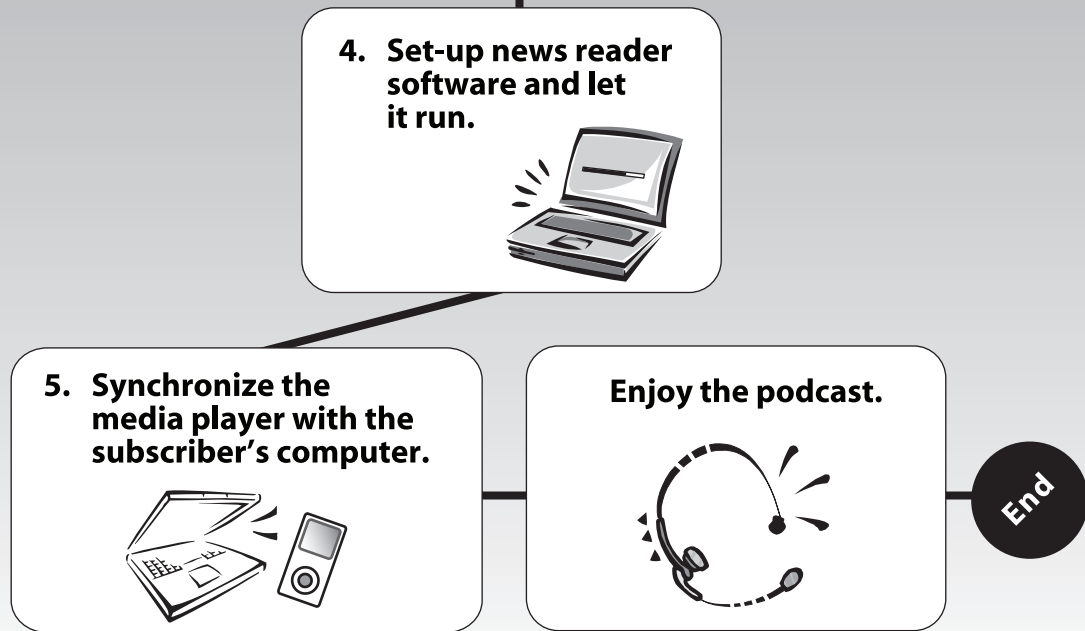 4. Set-up news reader
software and let
it run.
5. Synchronize the
media player with the
subscriber’s computer.
Enjoy the podcast.
End